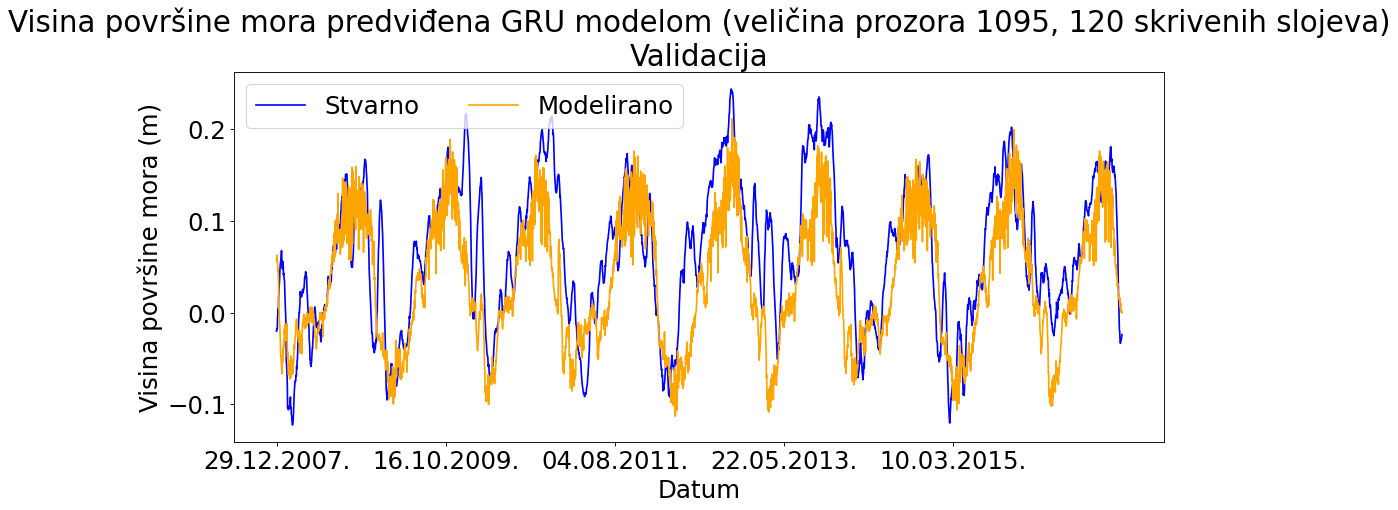 Visina površine mora predviđena GRU modelom (veličina prozora 1095, 120 skrivenih slojeva)
Validacija
Stvarno Modelirano
Visina površine mora (m)
0.2
0.1
0.0
−0.1
29.12.2007. 16.10.2009. 04.08.2011. 22.05.2013. 10.03.2015.
Datum